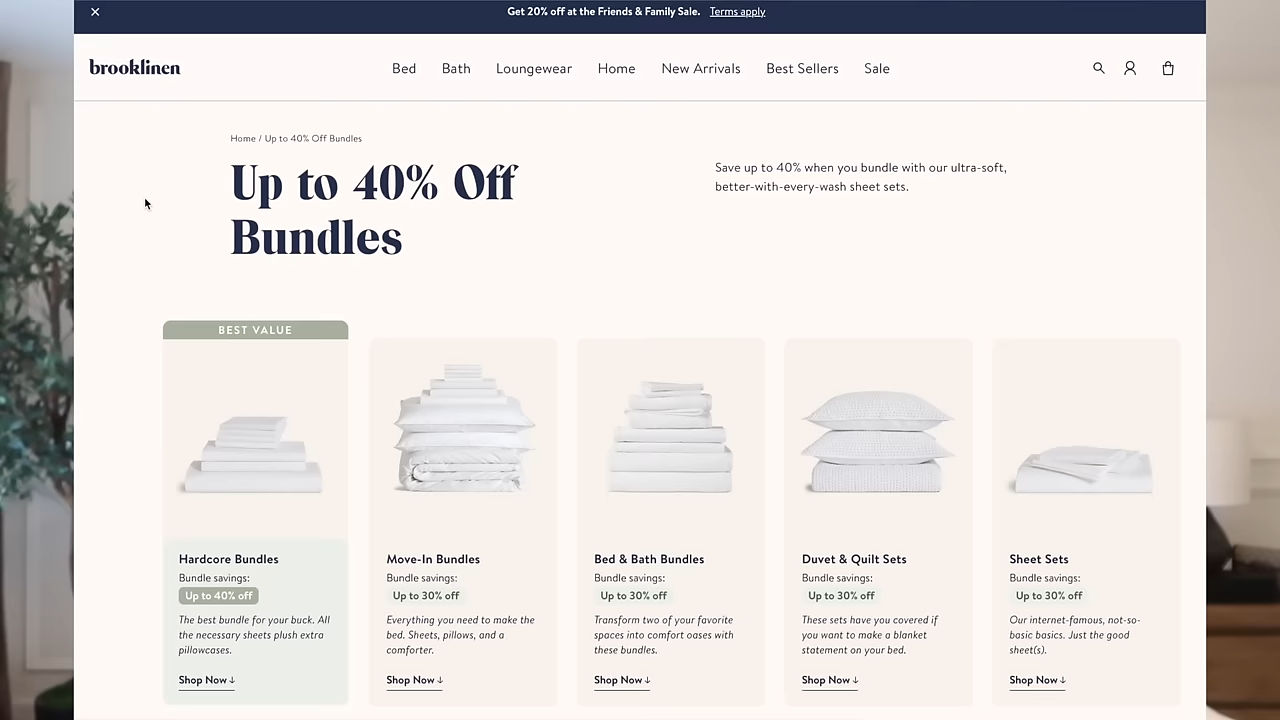 Get 20% off at the Friends & Family Sale. Terms apply
brooklinen
Bed Bath Loungewear Home New Arrivals Best Sellers Sale
Home / Up to 40% Off Bundles
Up to 40% Off
Bundles
Save up to 40% when you bundle with our ultra-soft,
better-with-every-wash sheet sets.
BEST VALUE
Hardcore Bundles
Bundle savings:
Up to 40% off
The best bundle for your buck. All
the necessary sheets plush extra
pillowcases.
Shop Now ↓
Move-In Bundles
Bundle savings:
Up to 30% off
Everything you need to make the
bed. Sheets, pillows, and a
comforter.
Shop Now ↓
Bed & Bath Bundles
Bundle savings:
Up to 30% off
Transform two of your favorite
spaces into comfort oases with
these bundles.
Shop Now ↓
Duvet & Quilt Sets
Bundle savings:
Up to 30% off
These sets have you covered if
you want to make a blanket
statement on your bed.
Shop Now ↓
Sheet Sets
Bundle savings:
Up to 30% off
Our internet-famous, not-so-
basic basics. Just the good
sheet(s).
Shop Now ↓